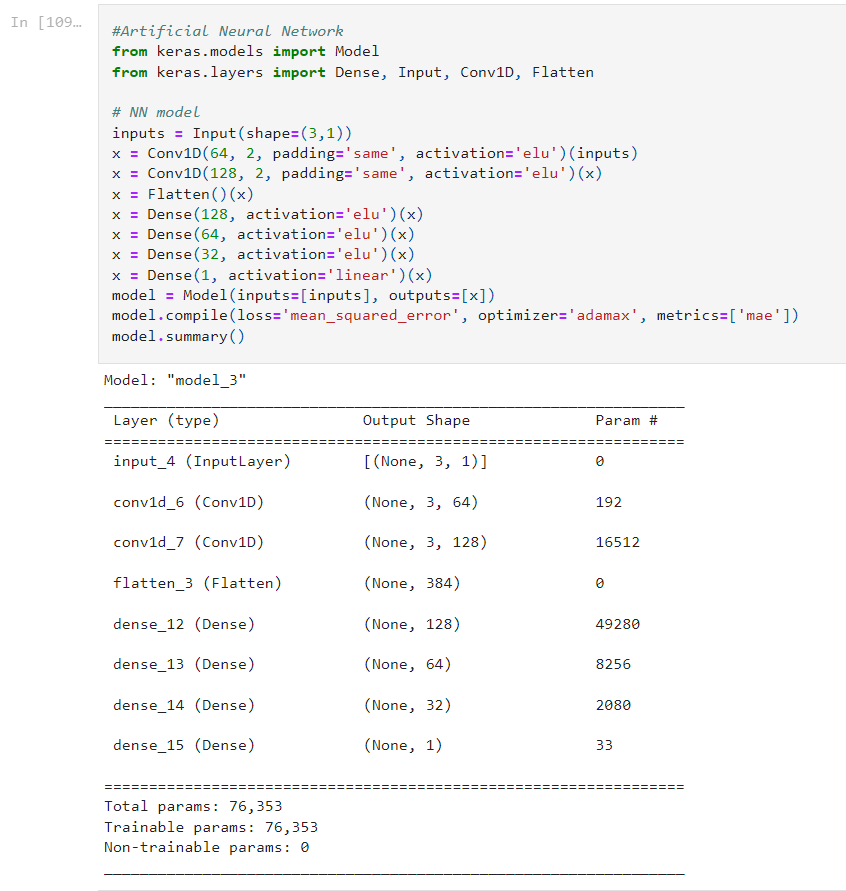 In [109…
#Artificial Neural Network
from keras.models import Model
from keras.layers import Dense, Input, Conv1D, Flatten
# NN model
inputs = Input(shape=(3,1))
x = Conv1D(64, 2, padding='same', activation='elu')(inputs)
x = Conv1D(128, 2, padding='same', activation='elu')(x)
x = Flatten()(x)
x = Dense(128, activation='elu')(x)
x = Dense(64, activation='elu')(x)
x = Dense(32, activation='elu')(x)
x = Dense(1, activation='linear')(x)
model = Model(inputs=[inputs], outputs=[x])
model.compile(loss='mean_squared_error', optimizer='adamax', metrics=['mae'])
model.summary()
Model: "model_3"
_________________________________________________________________
Layer (type) Output Shape Param #
=================================================================
input_4 (InputLayer) [(None, 3, 1)] 0
conv1d_6 (Conv1D) (None, 3, 64) 192
conv1d_7 (Conv1D) (None, 3, 128) 16512
flatten_3 (Flatten) (None, 384) 0
dense_12 (Dense) (None, 128) 49280
dense_13 (Dense) (None, 64) 8256
dense_14 (Dense) (None, 32) 2080
dense_15 (Dense) (None, 1) 33
=================================================================
Total params: 76,353
Trainable params: 76,353
Non-trainable params: 0
_________________________________________________________________